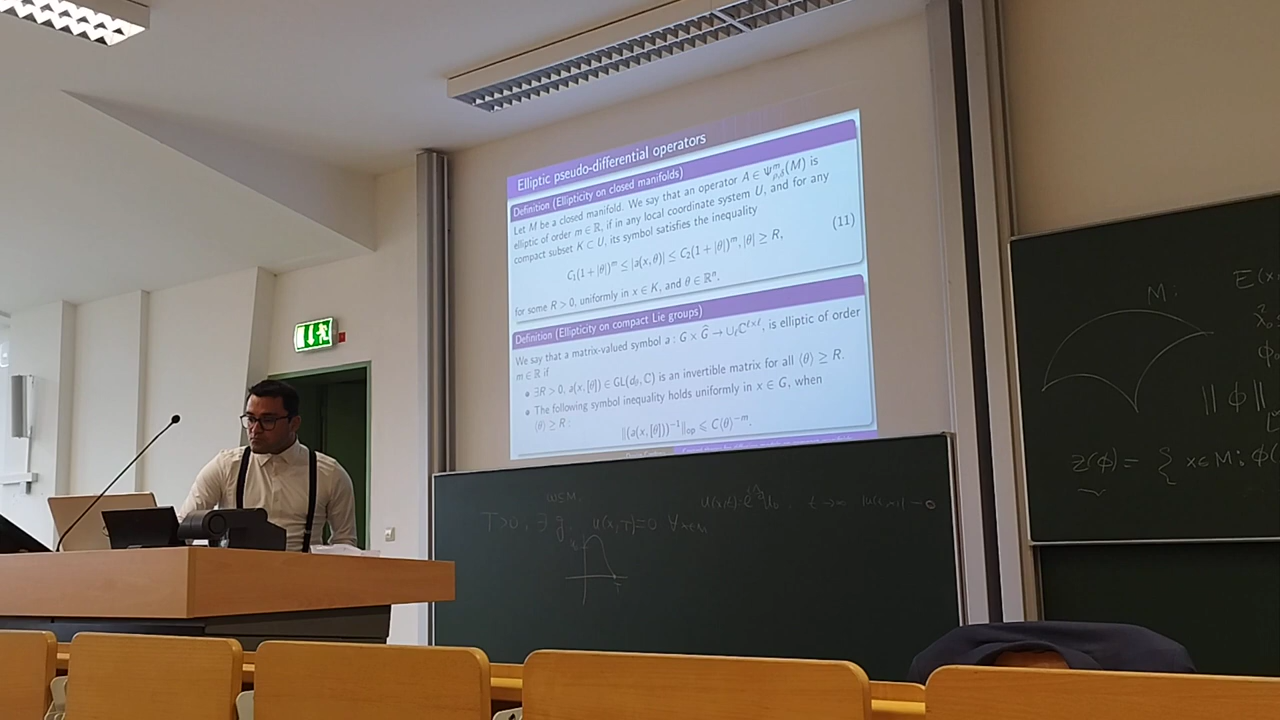 Elliptic pseudo-differential operators
Definition (Ellipticity on closed manifolds)
Let M be a closed manifold. We say that an operator A ∈ Ψᵐ_{ρ,δ}(M) is
elliptic of order m ∈ ℝ, if in any local coordinate system U, and for any
compact subset K ⊂ U, its symbol satisfies the inequality
C₁(1 + |θ|)ᵐ ≤ |a(x, θ)| ≤ C₂(1 + |θ|)ᵐ, |θ| ≥ R, (11)
for some R > 0, uniformly in x ∈ K, and θ ∈ ℝⁿ.
Definition (Ellipticity on compact Lie groups)
We say that a matrix-valued symbol a : G × Ĝ → ∪_ℓ ℂ^{ℓ×ℓ}, is elliptic of order
m ∈ ℝ if
• ∃R > 0, a(x, [θ]) ∈ GL(d_θ, ℂ) is an invertible matrix for all ⟨θ⟩ ≥ R.
• The following symbol inequality holds uniformly in x ∈ G, when
⟨θ⟩ ≥ R :
‖(a(x, [θ]))⁻¹‖_op ⩽ C⟨θ⟩⁻ᵐ.
ω⊆M.
T>0, ∃ g, u(x,T)=0 ∀x∈M
T
t→∞
M:
E(x
‖ϕ‖
Z(ϕ) = { x∈M: ϕ(